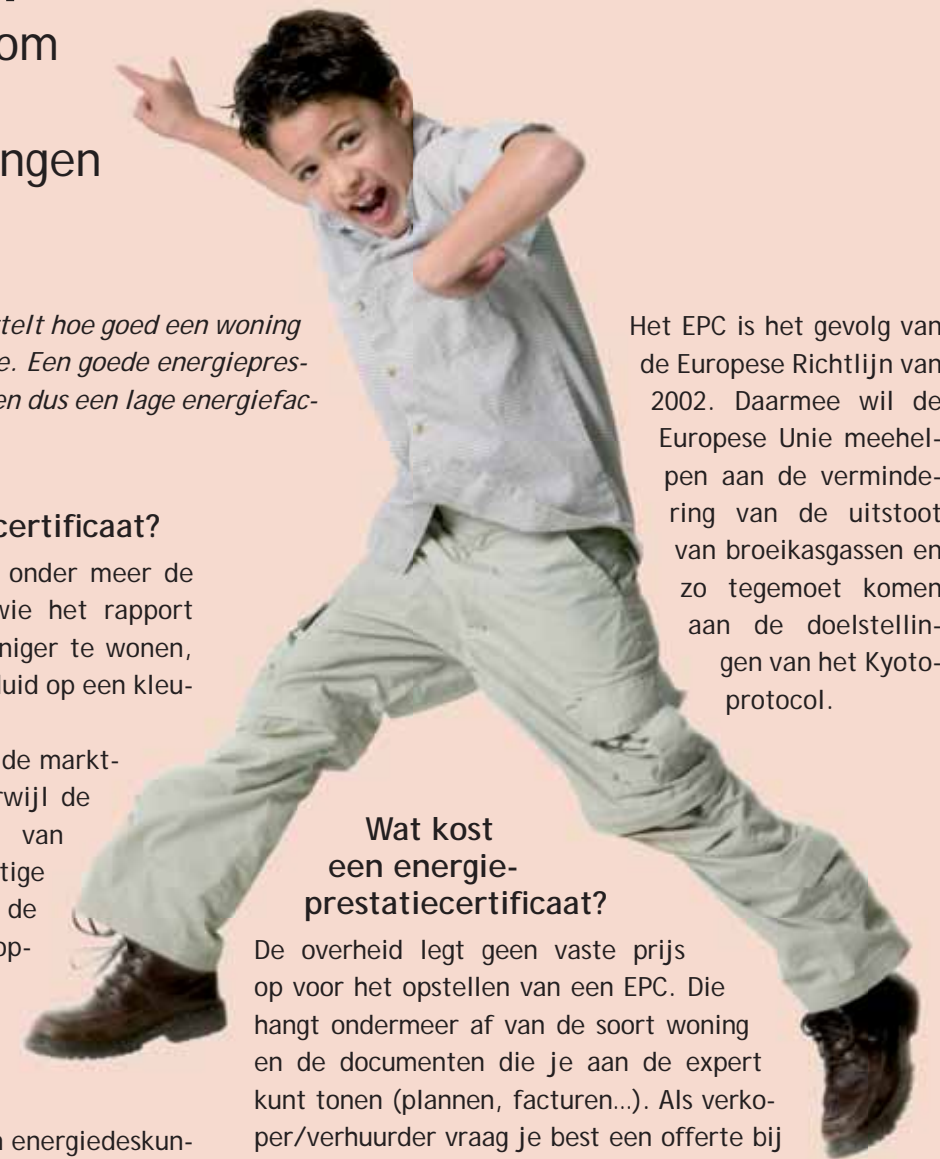 om
ngen
telt hoe goed een woning
e. Een goede energiepres-
en dus een lage energiefac-
certificaat?
onder meer de
wie het rapport
niger te wonen,
luid op een kleu-
de markt-
rwijl de
van
tige
de
op-
n energiedeskun-
Wat kost
een energie-
prestatiecertificaat?
De overheid legt geen vaste prijs
op voor het opstellen van een EPC. Die
hangt ondermeer af van de soort woning
en de documenten die je aan de expert
kunt tonen (plannen, facturen...). Als verko-
per/verhuurder vraag je best een offerte bij
Het EPC is het gevolg van
de Europese Richtlijn van
2002. Daarmee wil de
Europese Unie meehel-
pen aan de verminde-
ring van de uitstoot
van broeikasgassen en
zo tegemoet komen
aan de doelstellin-
gen van het Kyoto-
protocol.